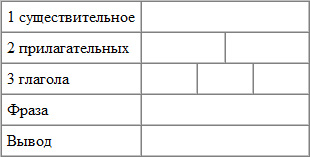 1 существительное
2 прилагательных
3 глагола
Фраза
Вывод